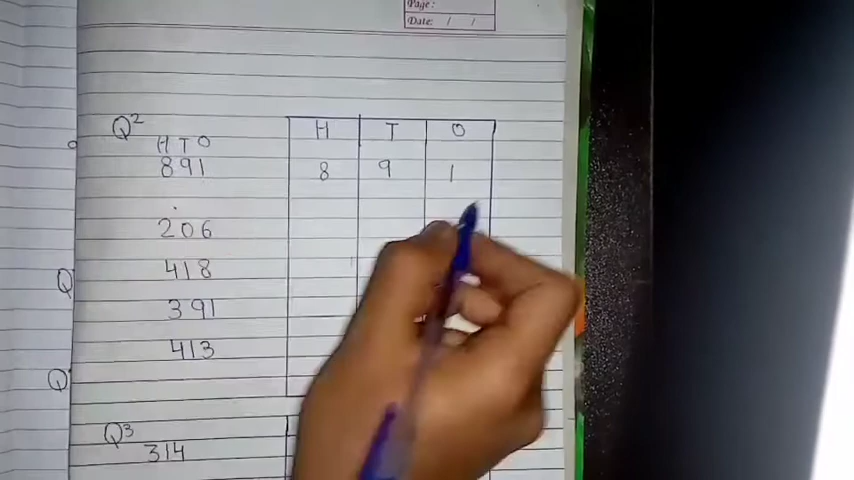 Page:
Date: / /
Q2
H T O
H T O
891
8 9 1
206
418
391
413
Q3
314